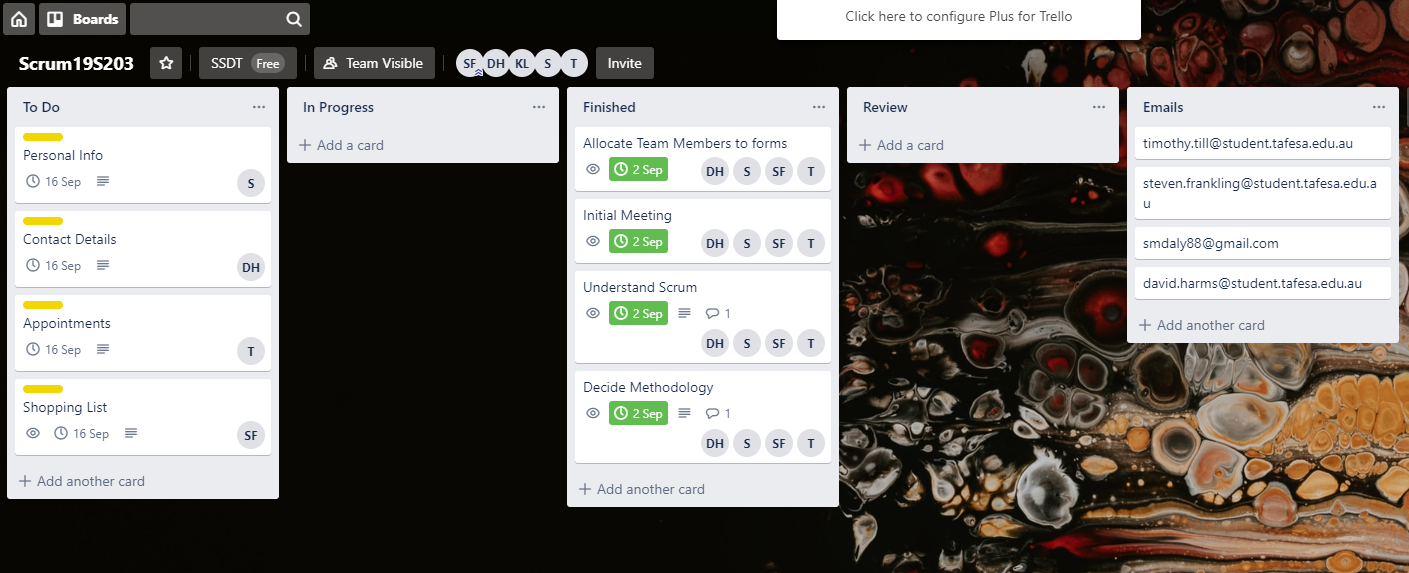 Boards
Click here to configure Plus for Trello
Scrum19S203
SSDT Free
Team Visible
SF
DH
KL
S
T
Invite
To Do
Personal Info
16 Sep
S
Contact Details
16 Sep
DH
Appointments
16 Sep
T
Shopping List
16 Sep
SF
+ Add another card
In Progress
+ Add a card
Finished
Allocate Team Members to forms
2 Sep
DH S SF T
Initial Meeting
2 Sep
DH S SF T
Understand Scrum
2 Sep 1
DH S SF T
Decide Methodology
2 Sep 1
DH S SF T
+ Add another card
Review
+ Add a card
Emails
timothy.till@student.tafesa.edu.au
steven.frankling@student.tafesa.edu.a
u
smdaly88@gmail.com
david.harms@student.tafesa.edu.au
+ Add another card